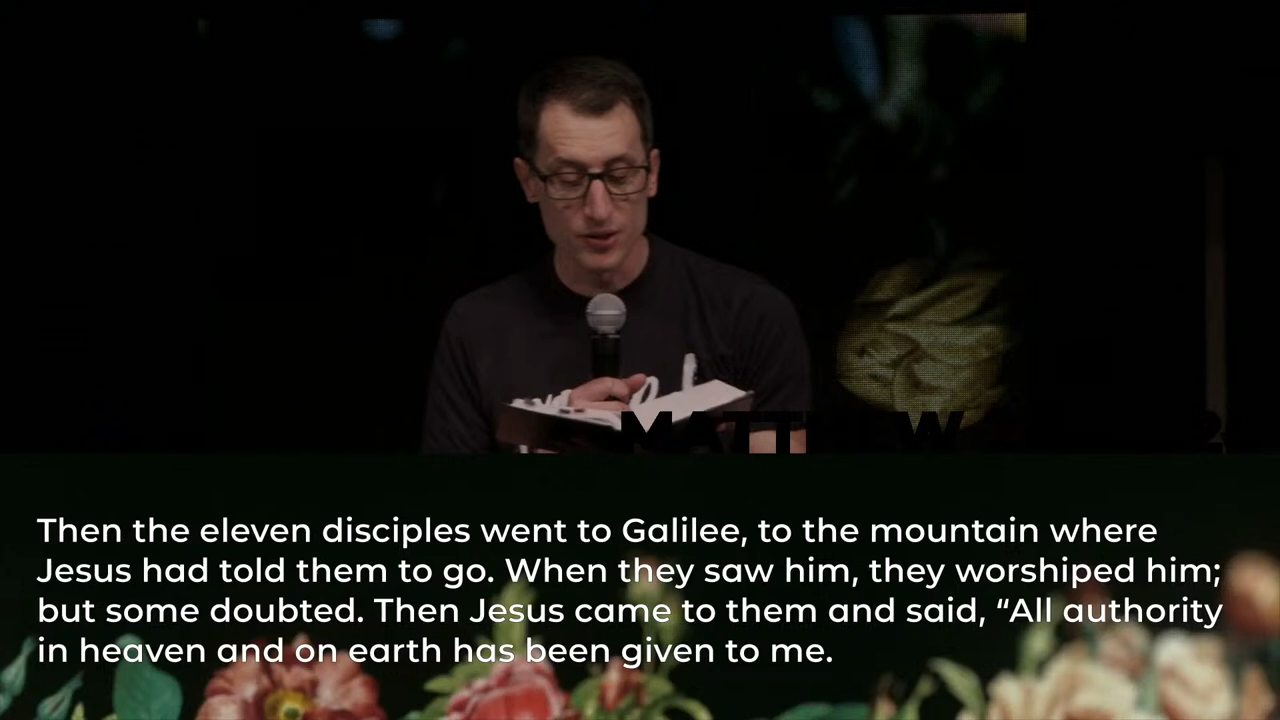 MATTHEW
Then the eleven disciples went to Galilee, to the mountain where
Jesus had told them to go. When they saw him, they worshiped him;
but some doubted. Then Jesus came to them and said, “All authority
in heaven and on earth has been given to me.